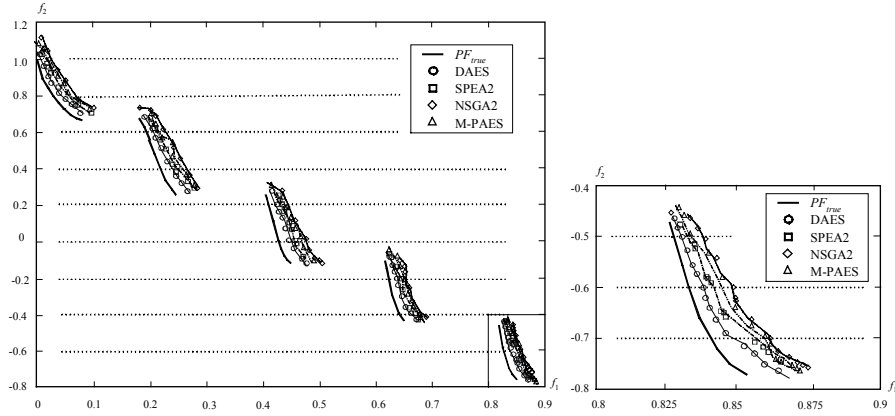 f2
1.2
1.0
0.8
0.6
0.4
0.2
0
-0.2
-0.4
-0.6
-0.8
0
0.1
0.2
0.3
0.4
0.5
0.6
0.7
0.8
0.9
f1
PFtrue
DAES
SPEA2
NSGA2
M-PAES
f2
-0.4
-0.5
-0.6
-0.7
-0.8
0.8
0.825
0.85
0.875
0.9
f1
PFtrue
DAES
SPEA2
NSGA2
M-PAES